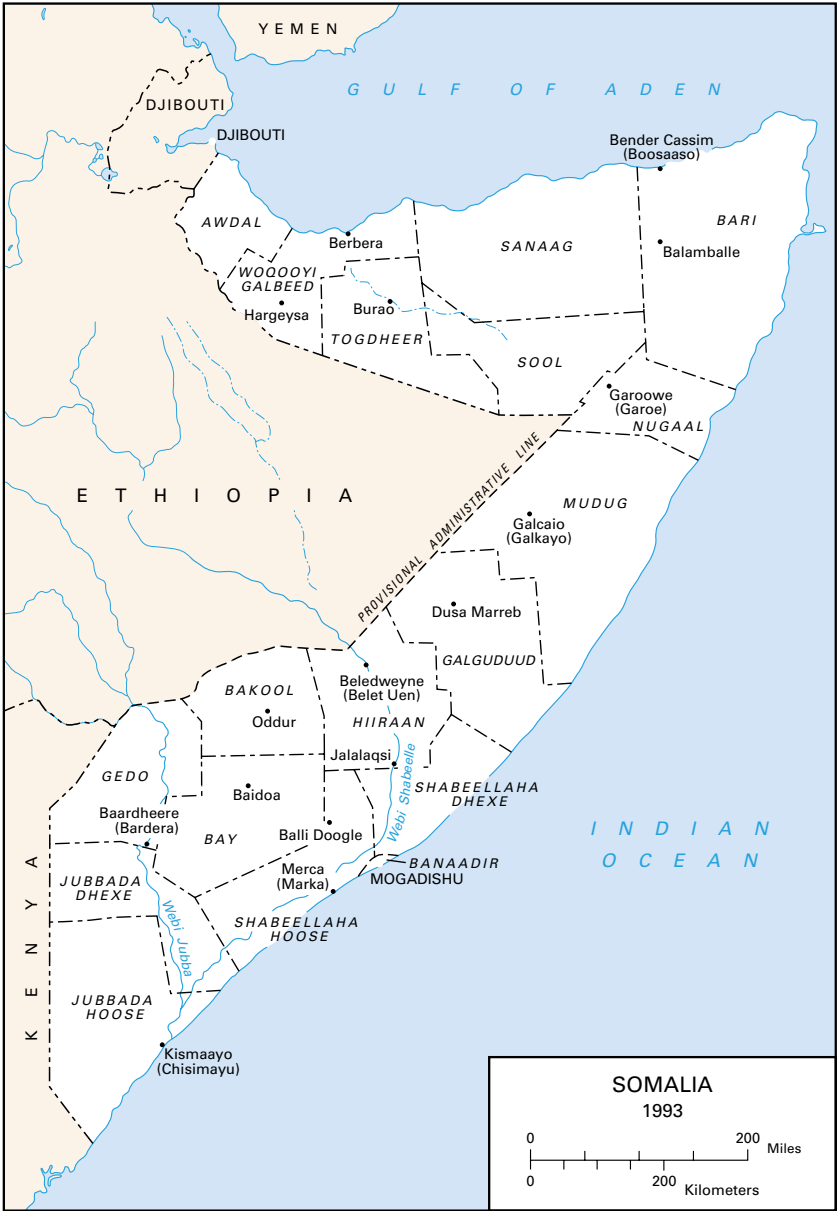 YEMEN
GULF OF ADEN
DJIBOUTI
DJIBOUTI
Bender Cassim
(Boosaaso)
AWDAL
BARI
Berbera
SANAAG
Balamballe
WOQOOYI
GALBEED
Hargeysa
Burao
TOGDHEER
SOOL
Garoowe
(Garoe)
NUGAAL
PROVISIONAL ADMINISTRATIVE LINE
ETHIOPIA
MUDUG
Galcaio
(Galkayo)
Dusa Marreb
GALGUDUUD
Beledweyne
(Belet Uen)
BAKOOL
Oddur
HIIRAAN
Jalalaqsi
GEDO
Baidoa
Webi Shabeelle
SHABEELLAHA
DHEXE
Baardheere
(Bardera)
BAY
Balli Doogle
INDIAN
OCEAN
BANAADIR
MOGADISHU
Merca
(Marka)
JUBBADA
DHEXE
KENYA
Webi Jubba
SHABEELLAHA
HOOSE
JUBBADA
HOOSE
Kismaayo
(Chisimayu)
SOMALIA
1993
0 200 Miles
0 200 Kilometers